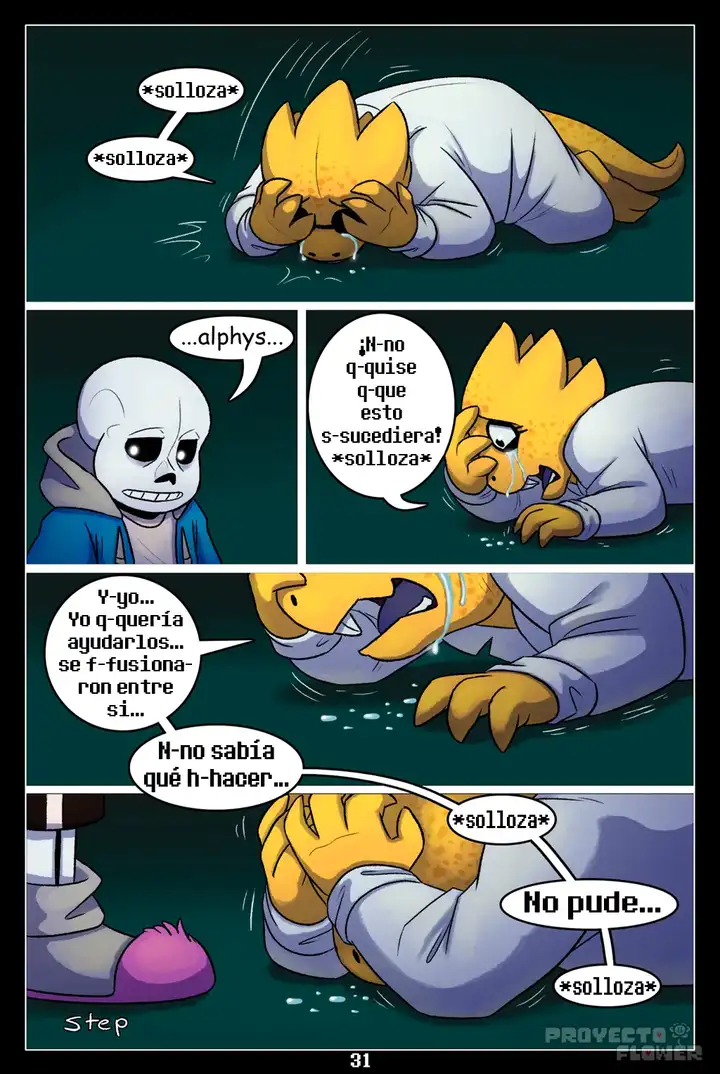 *solloza*
*solloza*
...alphys...
¡N-no
q-quise
q-que
esto
s-sucediera!
*solloza*
Y-yo...
Yo q-quería
ayudarlos...
se f-fusiona-
ron entre
si...
N-no sabía
qué h-hacer...
*solloza*
No pude...
*solloza*
Step
PROYECTO
FLOWER
31